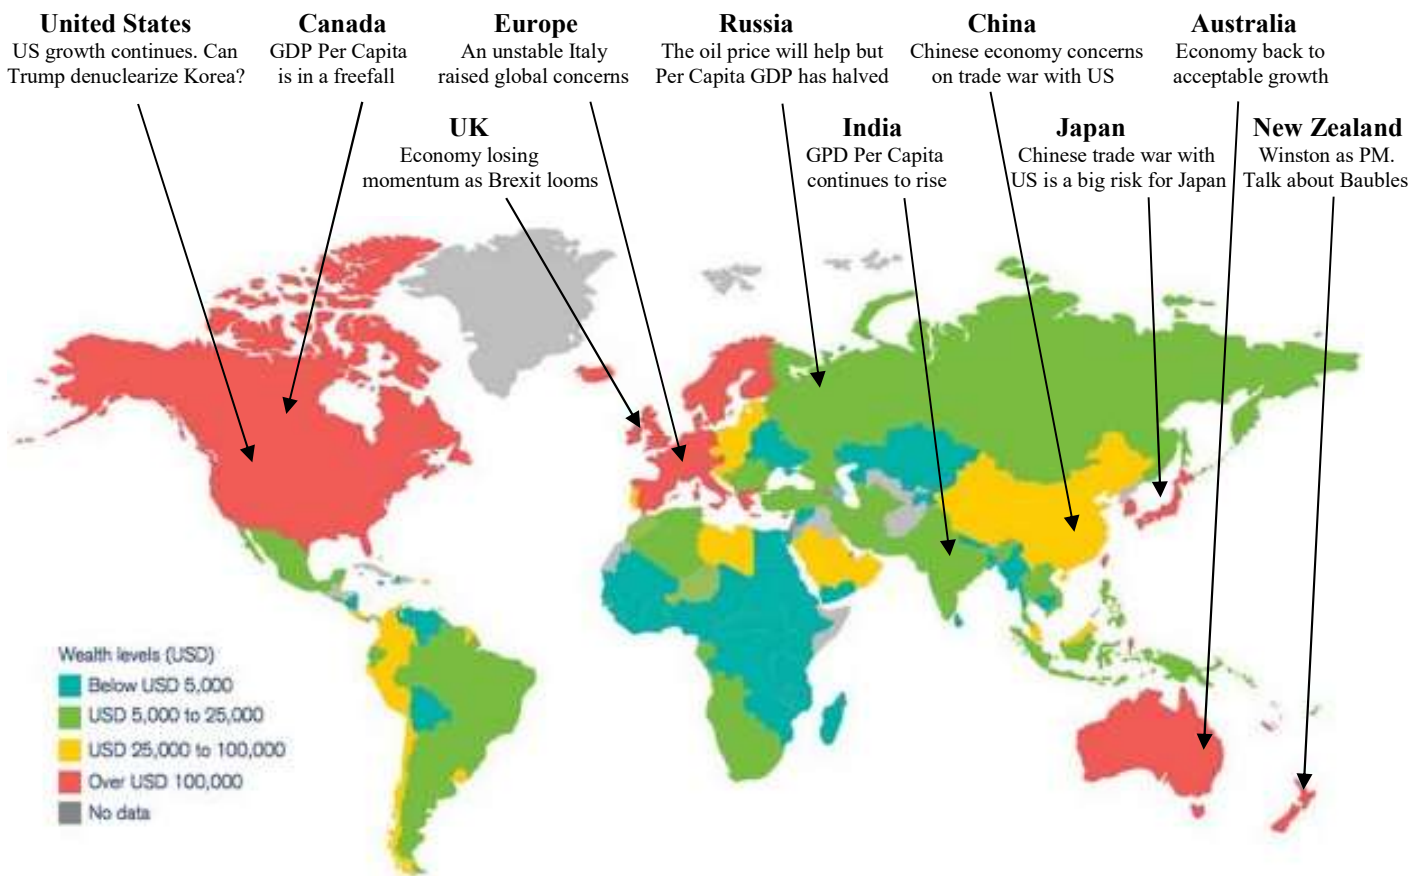 United States
US growth continues. Can
Trump denuclearize Korea?
Canada
GDP Per Capita
is in a freefall
Europe
An unstable Italy
raised global concerns
Russia
The oil price will help but
Per Capita GDP has halved
China
Chinese economy concerns
on trade war with US
Australia
Economy back to
acceptable growth
UK
Economy losing
momentum as Brexit looms
India
GPD Per Capita
continues to rise
Japan
Chinese trade war with
US is a big risk for Japan
New Zealand
Winston as PM.
Talk about Baubles
Wealth levels (USD)
Below USD 5,000
USD 5,000 to 25,000
USD 25,000 to 100,000
Over USD 100,000
No data